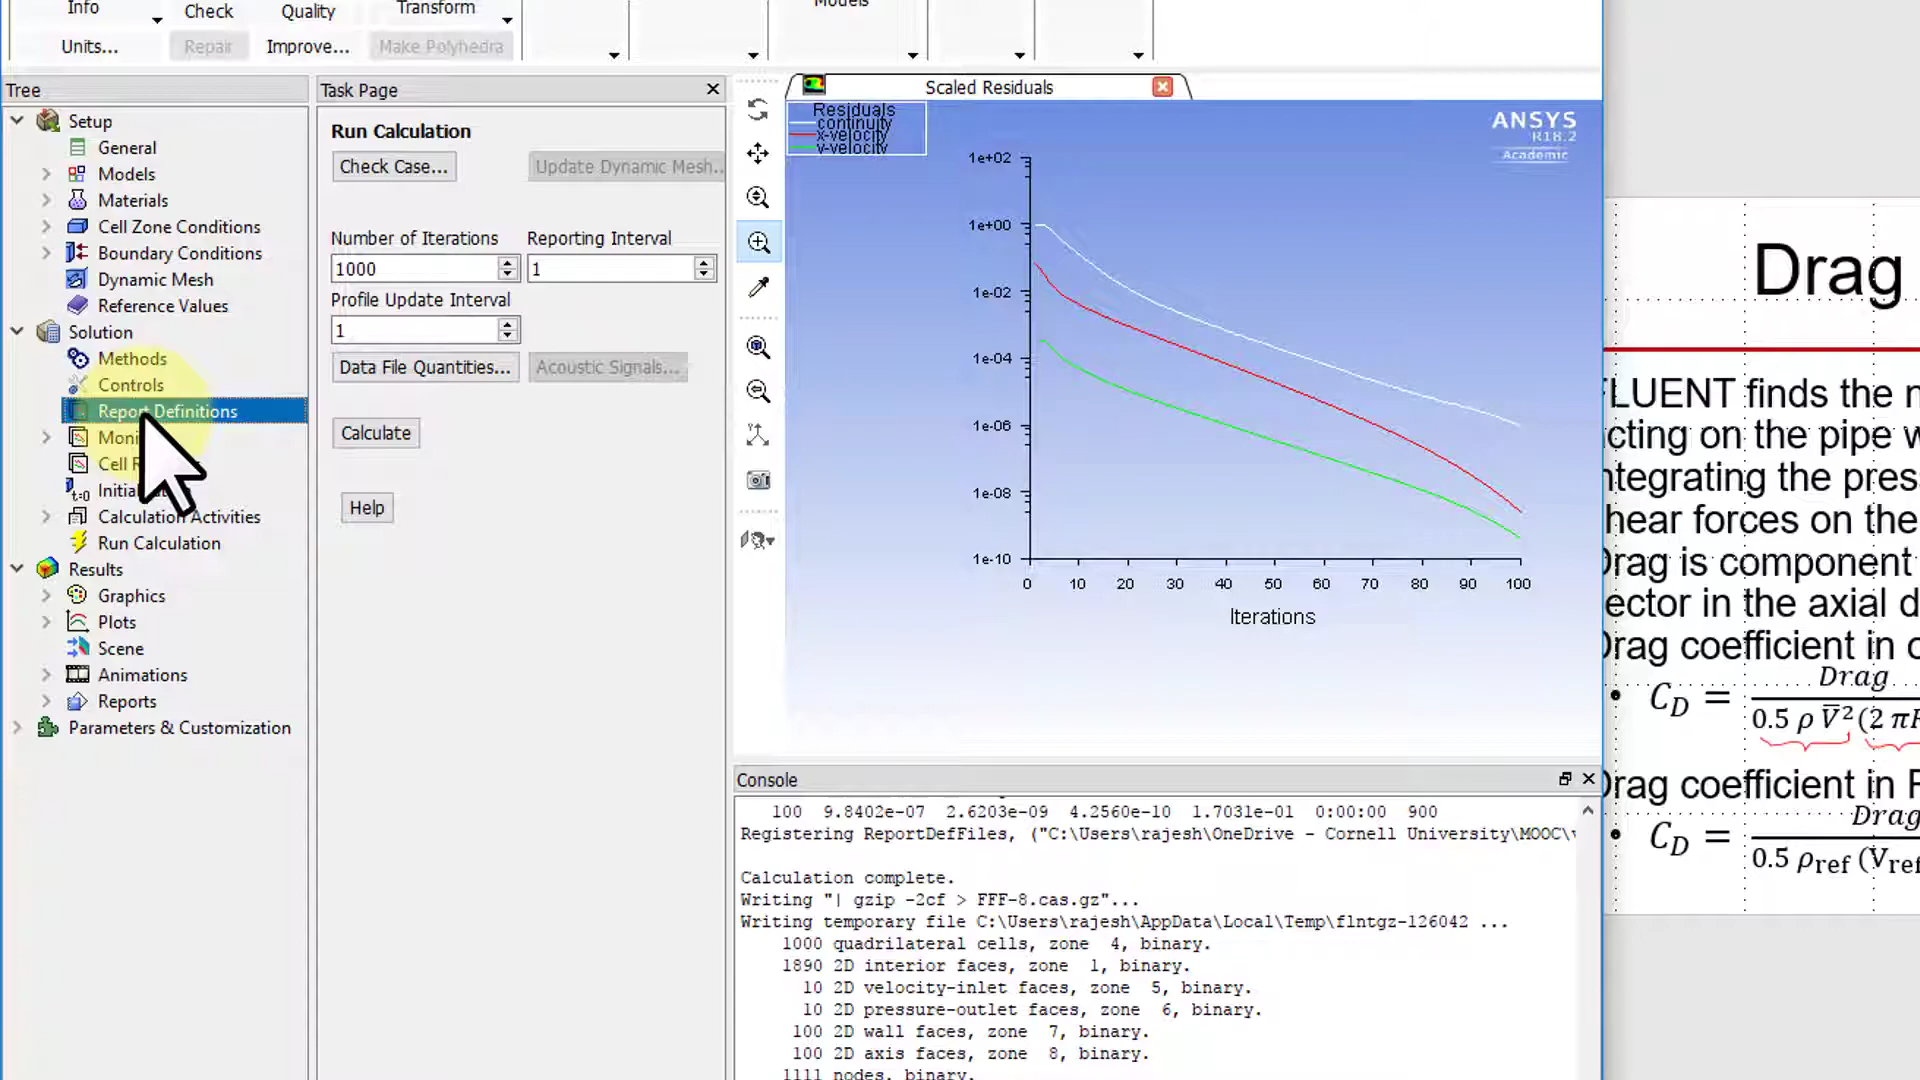 Info
Check
Quality
Transform
Models
Units...
Repair
Improve...
Make Polyhedra
Tree
Setup
General
Models
Materials
Cell Zone Conditions
Boundary Conditions
Dynamic Mesh
Reference Values
Solution
Methods
Controls
Report Definitions
Calculation Activities
Run Calculation
Results
Graphics
Plots
Scene
Animations
Reports
Parameters & Customization
Task Page
Run Calculation
Check Case...
Update Dynamic Mesh..
Number of Iterations
Reporting Interval
1000
1
Profile Update Interval
1
Data File Quantities...
Acoustic Signals...
Calculate
Help
Scaled Residuals
Residuals
continuity
x-velocity
y-velocity
ANSYS
R18.2
Academic
1e+02
1e+00
1e-02
1e-04
1e-06
1e-08
1e-10
0 10 20 30 40 50 60 70 80 90 100
Iterations
Console
100 9.8402e-07 2.6203e-09 4.2560e-10 1.7031e-01 0:00:00 900
Registering ReportDefFiles, ("C:\Users\rajesh\OneDrive - Cornell University\MOOC\
Calculation complete.
Writing "| gzip -2cf > FFF-8.cas.gz"...
Writing temporary file C:\Users\rajesh\AppData\Local\Temp\flntgz-126042 ...
1000 quadrilateral cells, zone 4, binary.
1890 2D interior faces, zone 1, binary.
10 2D velocity-inlet faces, zone 5, binary.
10 2D pressure-outlet faces, zone 6, binary.
100 2D wall faces, zone 7, binary.
100 2D axis faces, zone 8, binary.
1111 nodes, binary.
Drag
FLUENT finds the
cting on the pipe
ntegrating the
hear forces on the
Drag is component
ector in the axial
Drag coefficient in
• C_D = Drag / 0.5 ρ V̄² (2 πR
Drag coefficient in
• C_D = Drag / 0.5 ρref (Vref